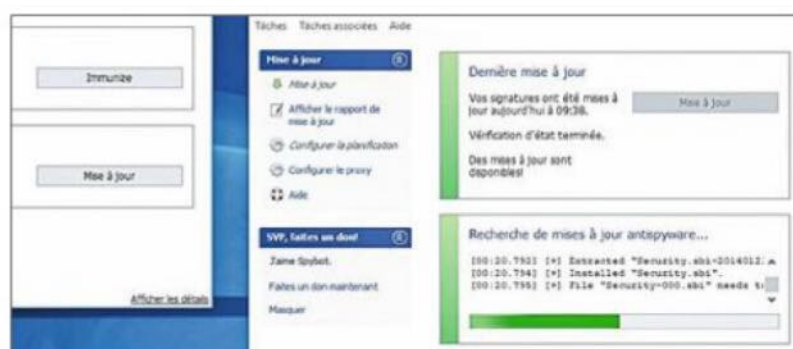 Immunize
Mise à jour
Afficher les détails
Tâches Tâches associées Aide
Mise à jour
Mise à jour
Afficher le rapport de
mise à jour
Configurer la planification
Configurer le proxy
Aide
SVP, faites un don!
J'aime Spybot.
Faites un don maintenant
Masquer
Dernière mise à jour
Vos signatures ont été mises à
jour aujourd'hui à 09:38.
Mise à jour
Vérification d'état terminée.
Des mises à jour sont
disponibles!
Recherche de mises à jour antispyware...
[00:20.792] [+] Extracted "Security.sbi-2014012
[00:20.794] [+] Installed "Security.sbi".
[00:20.795] [+] File "Security-000.sbi" needs t